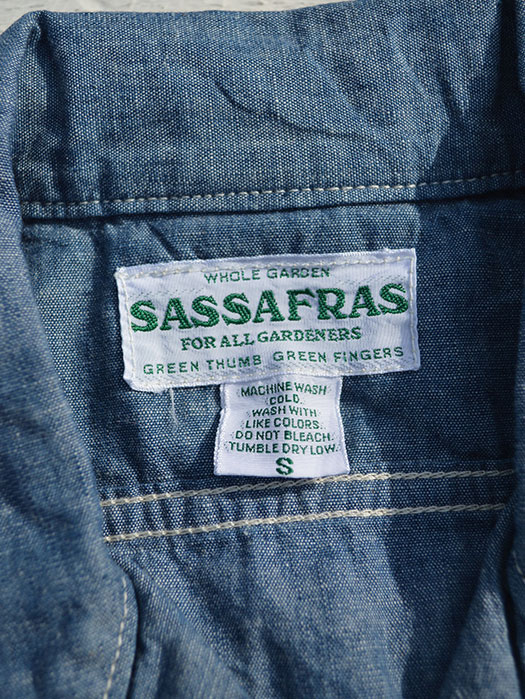 WHOLE GARDEN
SASSAFRAS
FOR ALL GARDENERS
GREEN THUMB GREEN FINGERS
MACHINE WASH
COLD.
WASH WITH
LIKE COLORS.
DO NOT BLEACH.
TUMBLE DRY LOW.
S